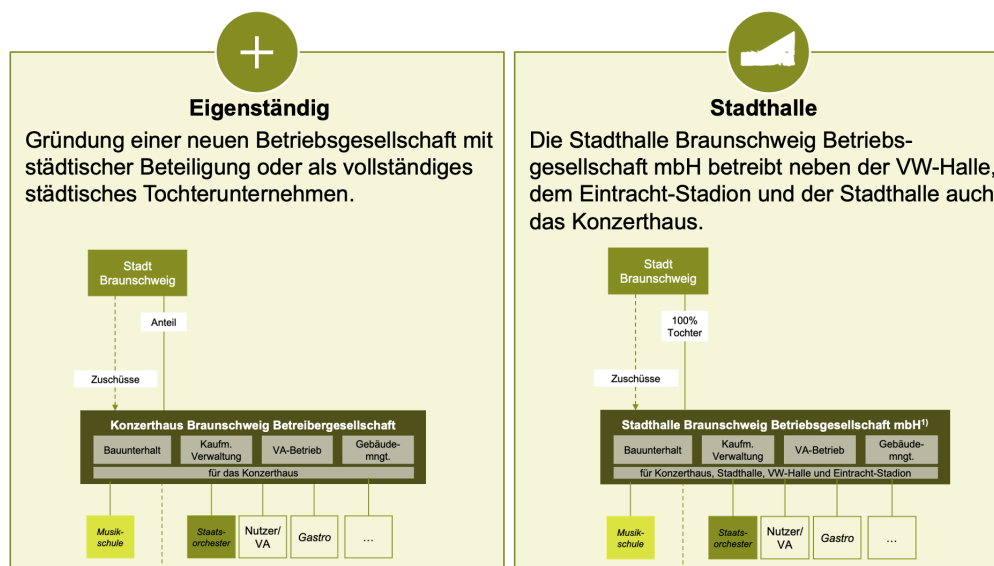 Eigenständig
Gründung einer neuen Betriebsgesellschaft mit
städtischer Beteiligung oder als vollständiges
städtisches Tochterunternehmen.
Stadt
Braunschweig
Anteil
Zuschüsse
Konzerthaus Braunschweig Betreibergesellschaft
Bauunterhalt
Kaufm.
Verwaltung
VA-Betrieb
Gebäude-
mngt.
für das Konzerthaus
Musik-
schule
Staats-
orchester
Nutzer/
VA
Gastro
...
Stadthalle
Die Stadthalle Braunschweig Betriebs-
gesellschaft mbH betreibt neben der VW-Halle,
dem Eintracht-Stadion und der Stadthalle auch
das Konzerthaus.
Stadt
Braunschweig
100%
Tochter
Zuschüsse
Stadthalle Braunschweig Betriebsgesellschaft mbH1)
Bauunterhalt
Kaufm.
Verwaltung
VA-Betrieb
Gebäude-
mngt.
für Konzerthaus, Stadthalle, VW-Halle und Eintracht-Stadion
Musik-
schule
Staats-
orchester
Nutzer/
VA
Gastro
...